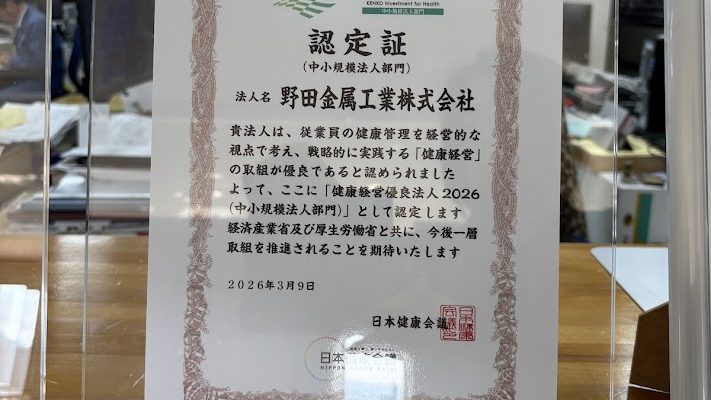 KENKO Investment for Health
中小規模法人部門
認定証
(中小規模法人部門)
法人名 野田金属工業株式会社
貴法人は、従業員の健康管理を経営的な
視点で考え、戦略的に実践する「健康経営」
の取組が優良であると認められました
よって、ここに「健康経営優良法人2026
(中小規模法人部門)」として認定します
経済産業省及び厚生労働省と共に、今後一層
取組を推進されることを期待いたします
2026年3月9日
日本健康会議
日本
会議
NIPPON